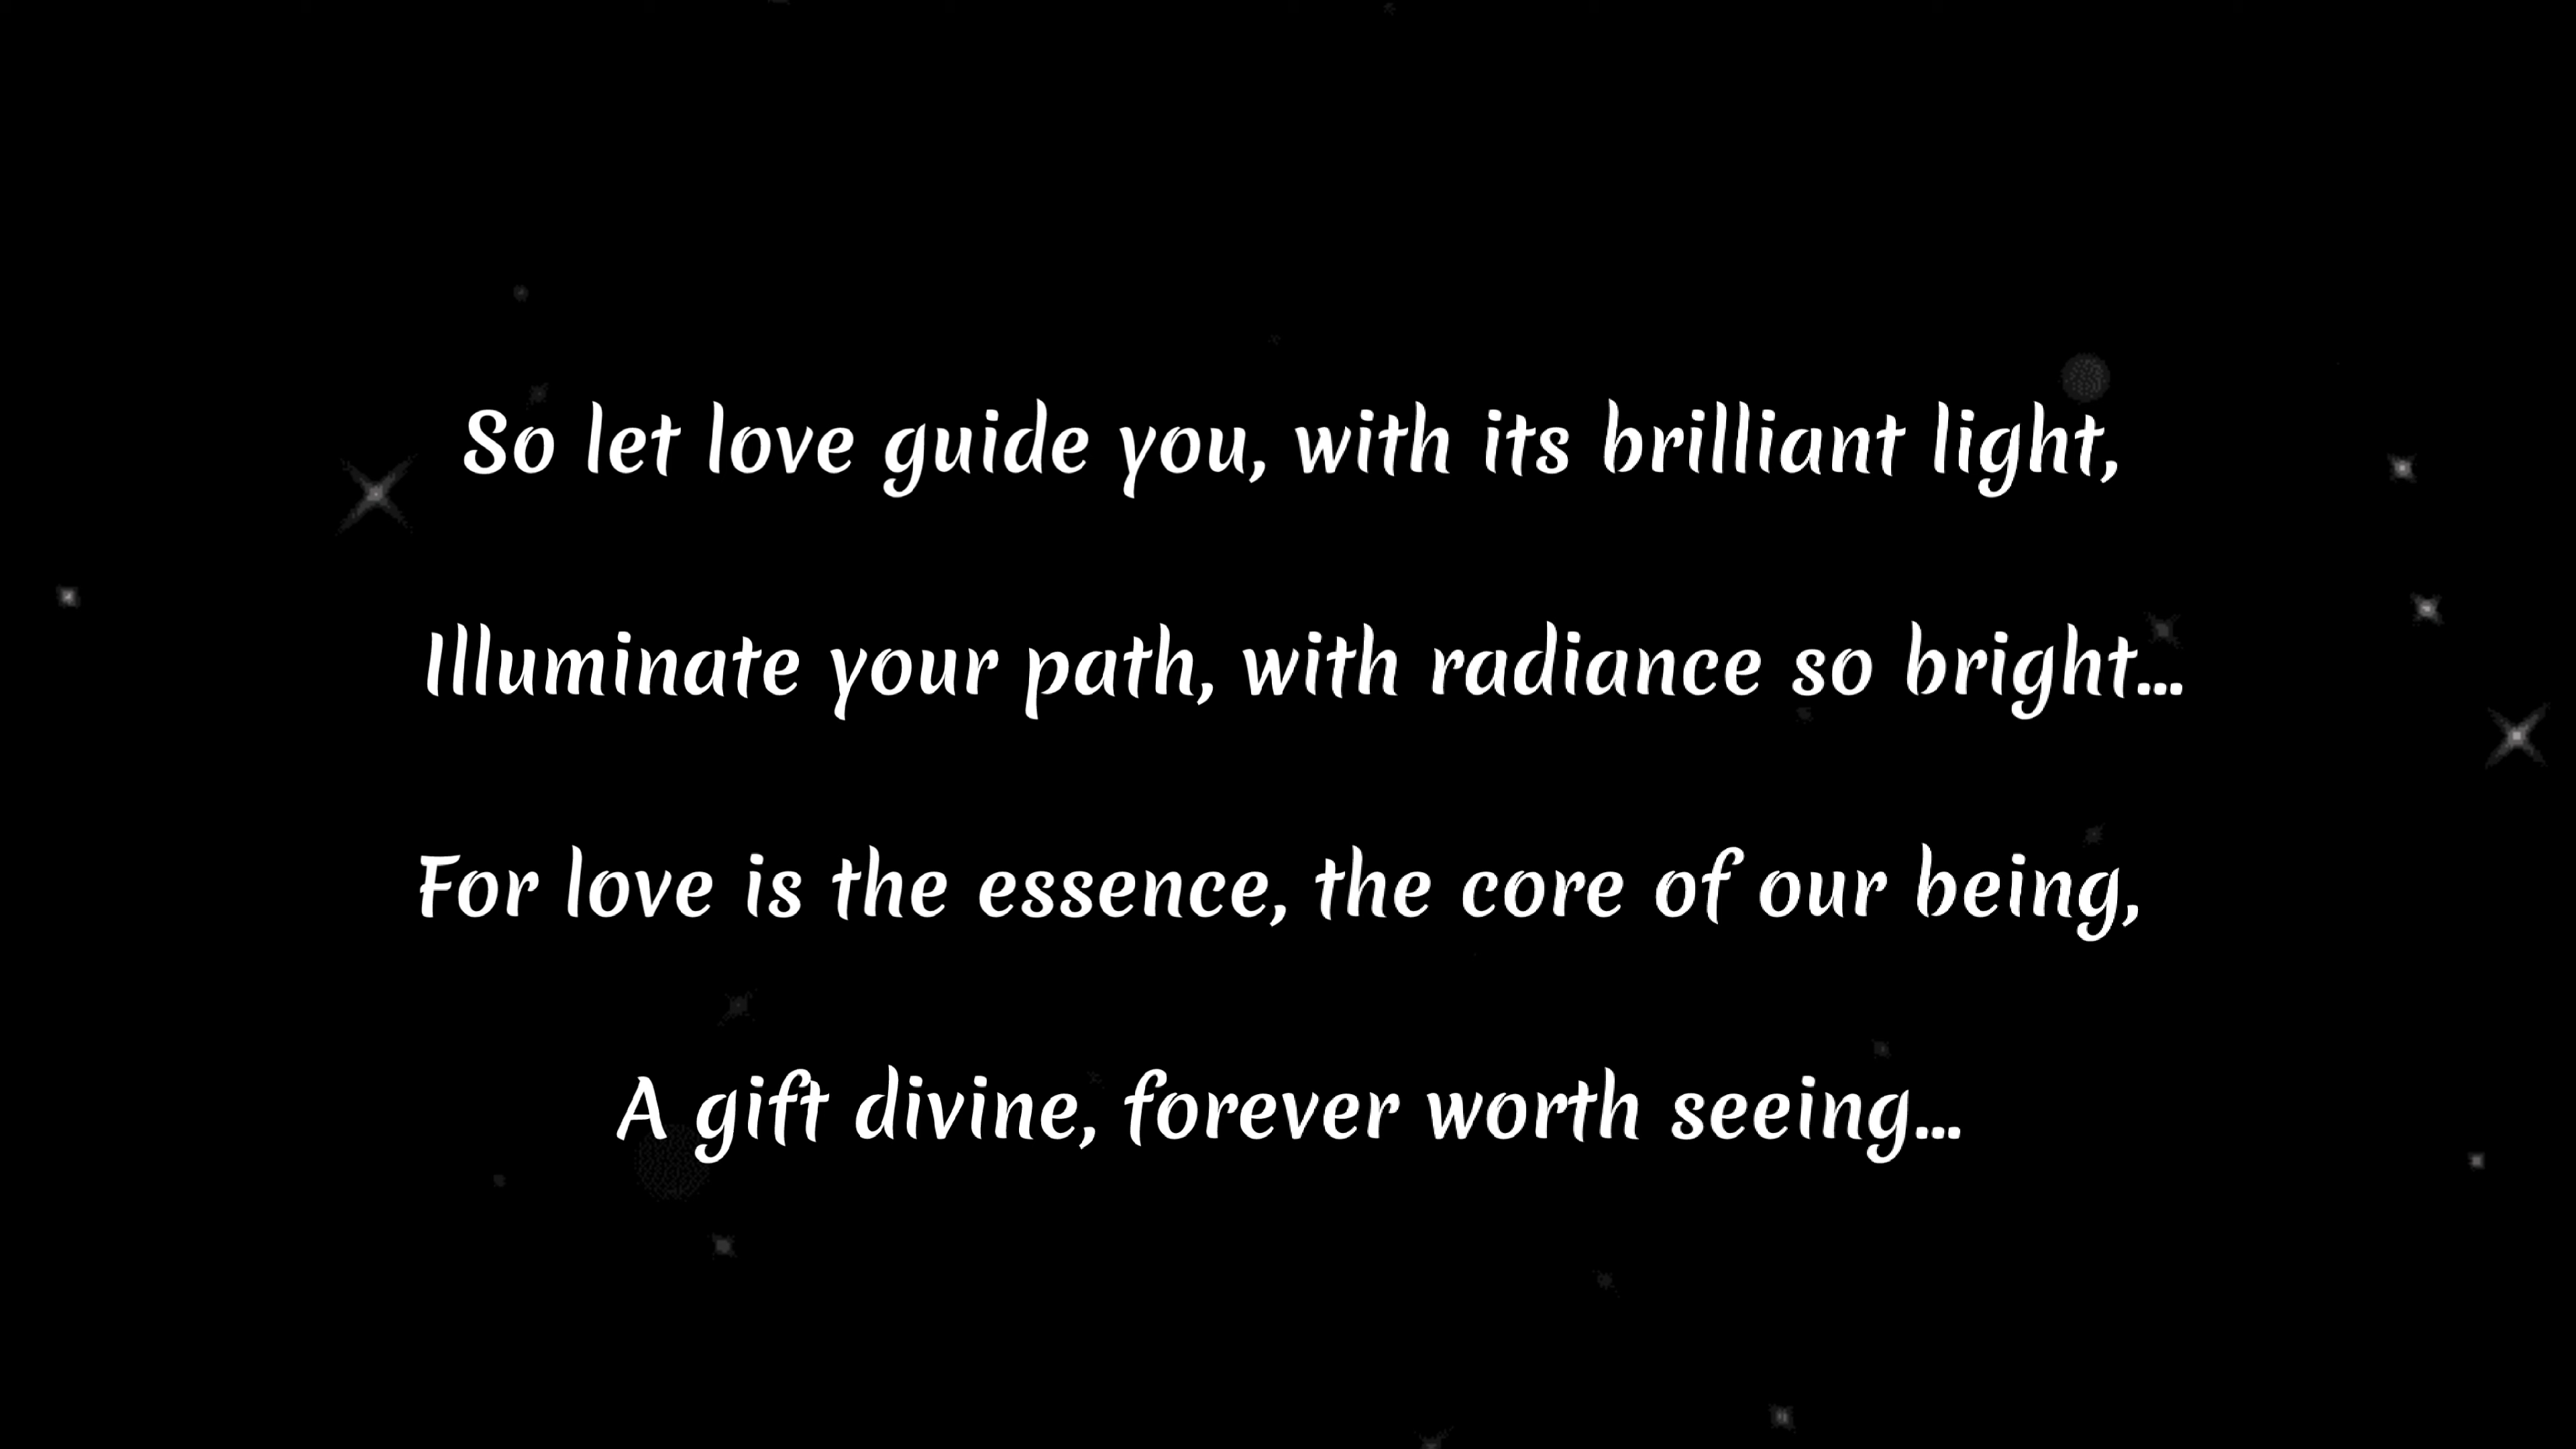 So let love guide you, with its brilliant light,
Illuminate your path, with radiance so bright...
For love is the essence, the core of our being,
A gift divine, forever worth seeing...